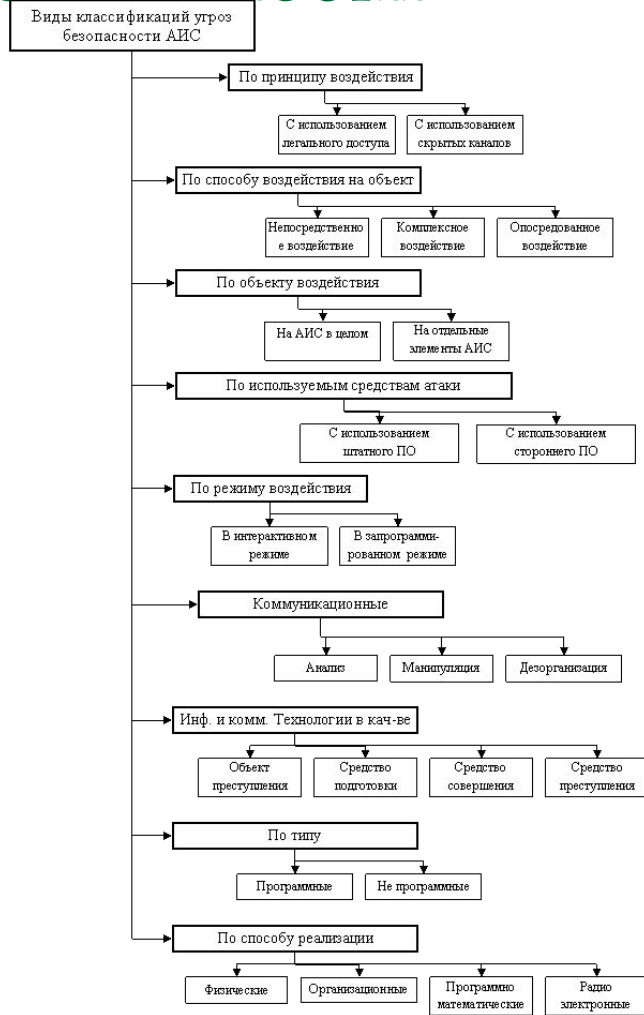 Виды классификаций угроз
безопасности АИС
По принципу воздействия
С использованием
легального доступа
С использованием
скрытых каналов
По способу воздействия на объект
Непосредственно
е воздействие
Комплексное
воздействие
Опосредованное
воздействие
По объекту воздействия
На АИС в целом
На отдельные
элементы АИС
По используемым средствам атаки
С использованием
штатного ПО
С использованием
стороннего ПО
По режиму воздействия
В интерактивном
режиме
В запрограмми-
рованном режиме
Коммуникационные
Анализ
Манипуляция
Дезорганизация
Инф. и комм. Технологии в кач-ве
Объект
преступления
Средство
подготовки
Средство
совершения
Средство
преступления
По типу
Программные
Не программные
По способу реализации
Физические
Организационные
Программно
математические
Радио
электронные